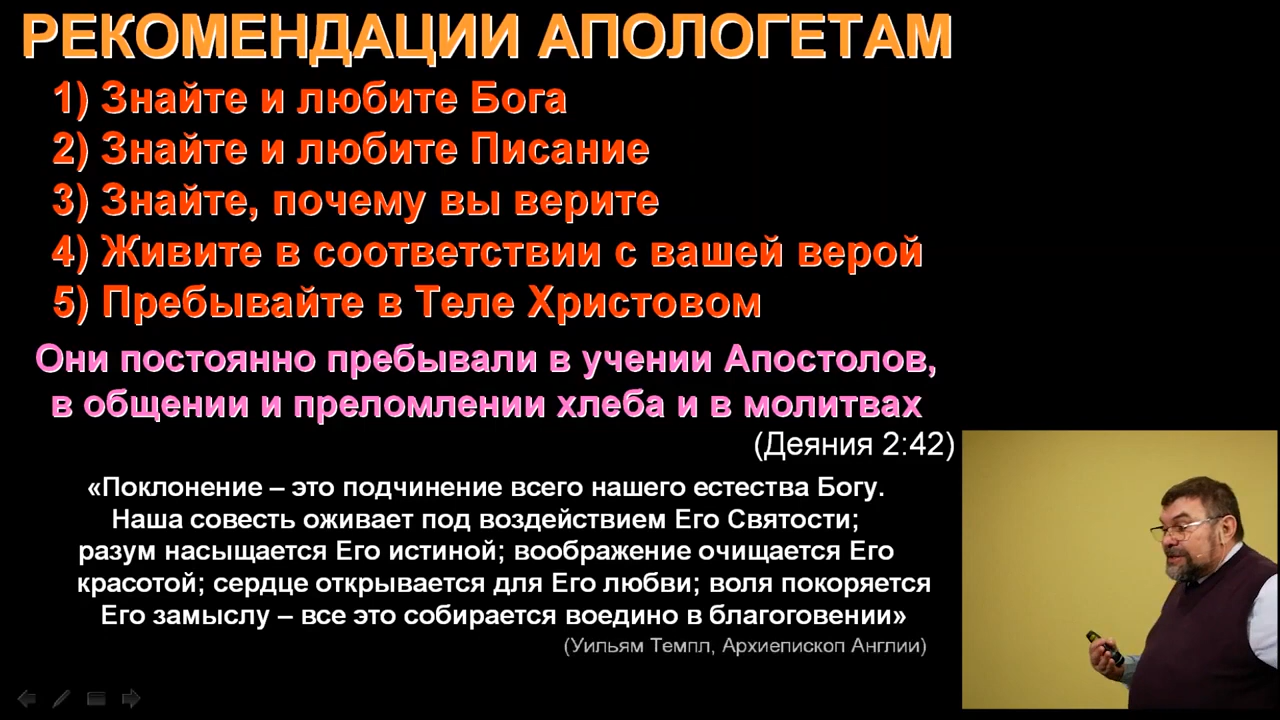 РЕКОМЕНДАЦИИ АПОЛОГЕТАМ
1) Знайте и любите Бога
2) Знайте и любите Писание
3) Знайте, почему вы верите
4) Живите в соответствии с вашей верой
5) Пребывайте в Теле Христовом
Они постоянно пребывали в учении Апостолов,
в общении и преломлении хлеба и в молитвах
(Деяния 2:42)
«Поклонение – это подчинение всего нашего естества Богу.
Наша совесть оживает под воздействием Его Святости;
разум насыщается Его истиной; воображение очищается Его
красотой; сердце открывается для Его любви; воля покоряется
Его замыслу – все это собирается воедино в благоговении»
(Уильям Темпл, Архиепископ Англии)